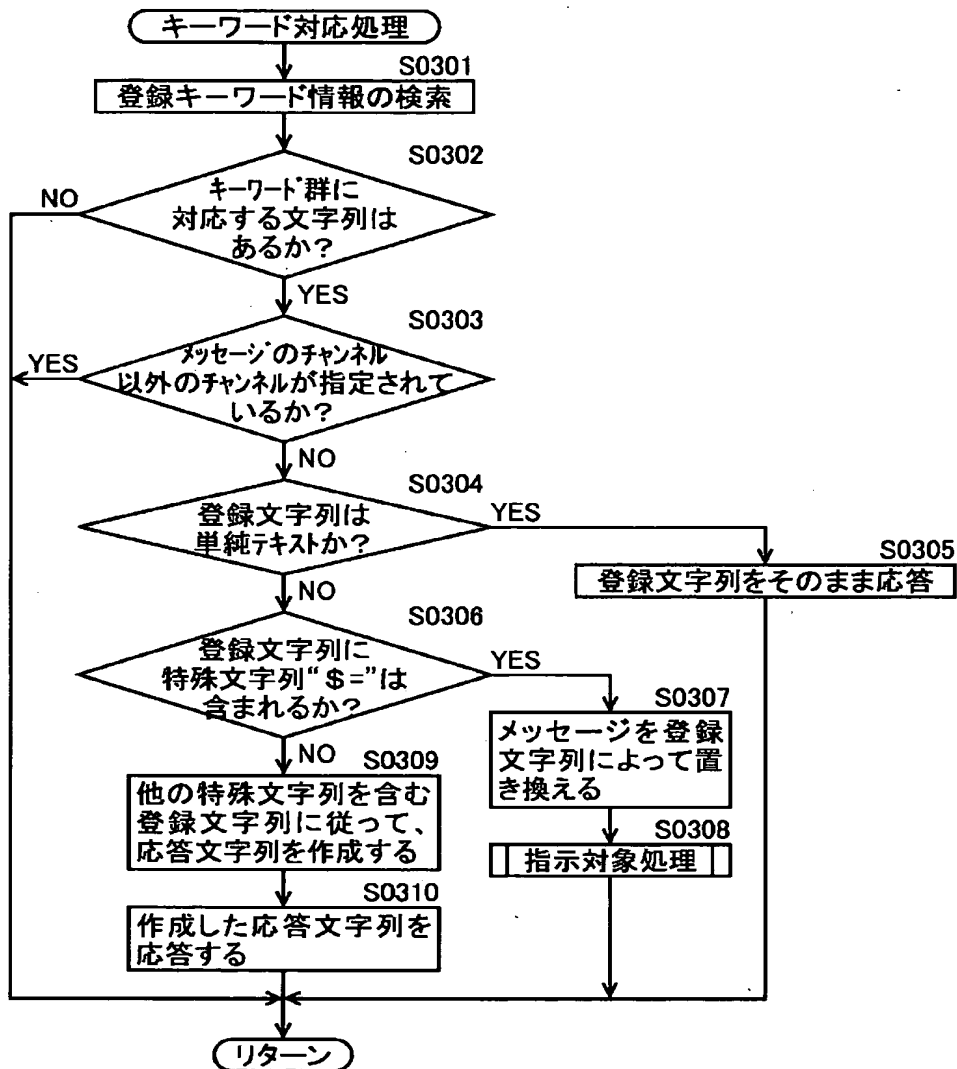 キーワード対応処理
S0301
登録キーワード情報の検索
S0302
NO
キーワード群に
対応する文字列は
あるか?
YES
S0303
YES
メッセージのチャンネル
以外のチャンネルが指定されて
いるか?
NO
S0304
登録文字列は
単純テキストか?
YES
S0305
登録文字列をそのまま応答
NO
S0306
登録文字列に
特殊文字列“$=”は
含まれるか?
YES
S0307
メッセージを登録
文字列によって置
き換える
S0308
指示対象処理
NO
S0309
他の特殊文字列を含む
登録文字列に従って、
応答文字列を作成する
S0310
作成した応答文字列を
応答する
リターン